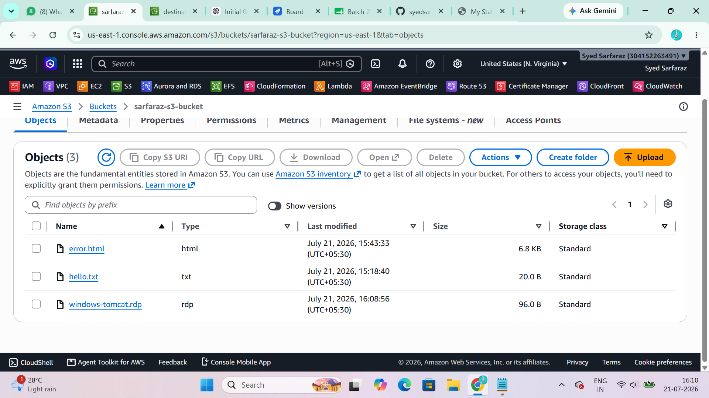 (8) Wha
sarfaraz
destina
Initial
Board
Batch 2
syedsar
My Sta
Ask Gemini
us-east-1.console.aws.amazon.com/s3/buckets/sarfaraz-s3-bucket?region=us-east-1&tab=objects
aws
Search
[Alt+S]
United States (N. Virginia)
Syed Sarfaraz (304152263491)
Syed Sarfaraz
IAM
VPC
EC2
S3
Aurora and RDS
EFS
CloudFormation
Lambda
Amazon EventBridge
Route 53
Certificate Manager
CloudFront
CloudWatch
Amazon S3
Buckets
sarfaraz-s3-bucket
Objects
Metadata
Properties
Permissions
Metrics
Management
File systems - new
Access Points
Objects (3)
Copy S3 URI
Copy URL
Download
Open
Delete
Actions
Create folder
Upload
Objects are the fundamental entities stored in Amazon S3. You can use Amazon S3 inventory to get a list of all objects in your bucket. For others to access your objects, you'll need to
explicitly grant them permissions. Learn more
Find objects by prefix
Show versions
1
Name
Type
Last modified
Size
Storage class
error.html
html
July 21, 2026, 15:43:33
(UTC+05:30)
6.8 KB
Standard
hello.txt
txt
July 21, 2026, 15:18:40
(UTC+05:30)
20.0 B
Standard
windows-tomcat.rdp
rdp
July 21, 2026, 16:08:56
(UTC+05:30)
96.0 B
Standard
CloudShell
Agent Toolkit for AWS
Feedback
Console Mobile App
© 2026, Amazon Web Services, Inc. or its affiliates.
Privacy
Terms
Cookie preferences
1
28°C
Light rain
Search
ENG
IN
16:10
21-07-2026